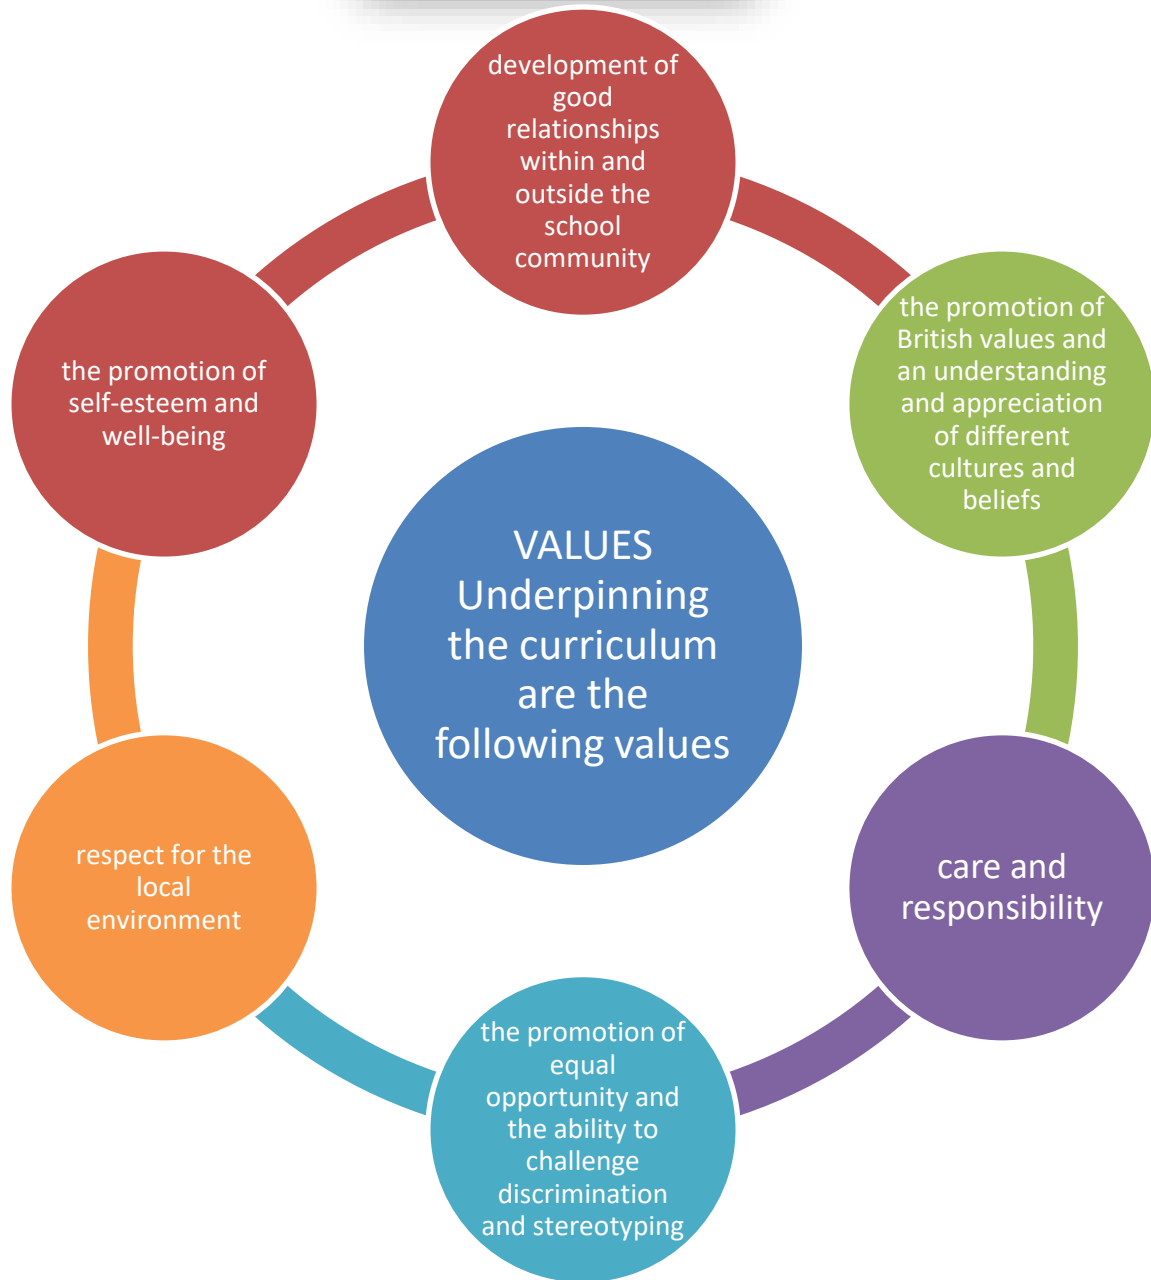 development of
good
relationships
within and
outside the
school
community
the promotion of
British values and
an understanding
and appreciation
of different
cultures and
beliefs
care and
responsibility
the promotion of
equal
opportunity and
the ability to
challenge
discrimination
and stereotyping
respect for the
local
environment
the promotion of
self-esteem and
well-being
VALUES
Underpinning
the curriculum
are the
following values